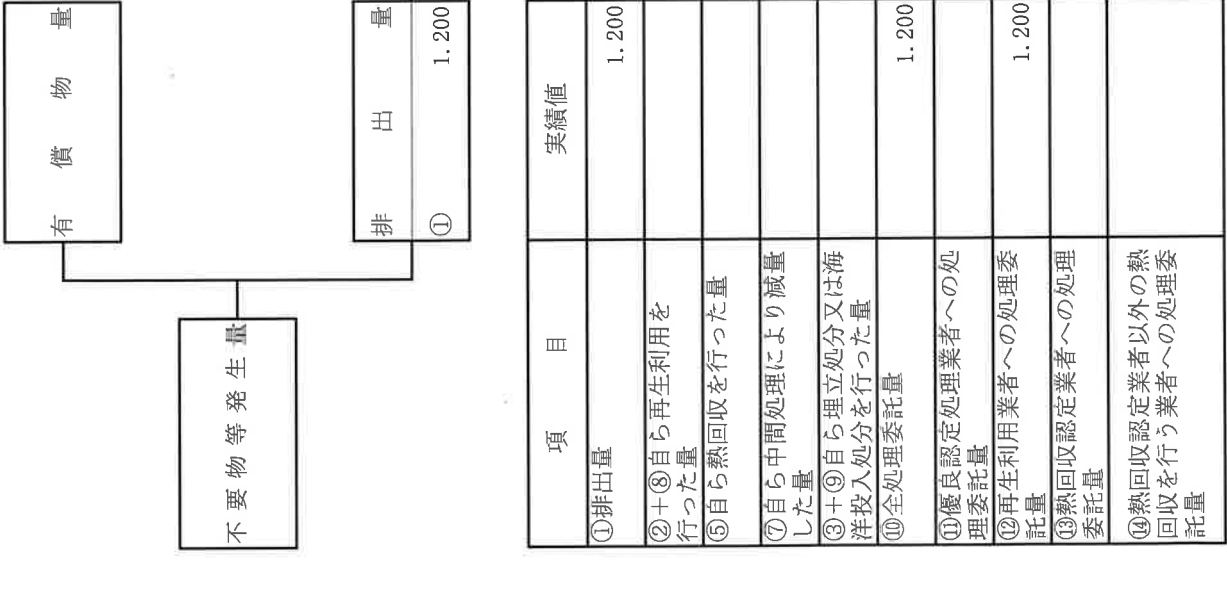 有償物量
排出量
① 1.200
不要物等発生量
項目 実績値
①排出量 1.200
②+⑧自ら再生利用を
行った量
⑤自ら熱回収を行った量
⑦自ら中間処理により減量
した量
③+⑨自ら埋立処分又は海
洋投入処分を行った量
⑩全処理委託量 1.200
⑪優良認定処理業者への処
理委託量
⑫再生利用業者への処理委
託量 1.200
⑬熱回収認定業者への処理
委託量
⑭熱回収認定業者以外の熱
回収を行う業者への処理委
託量